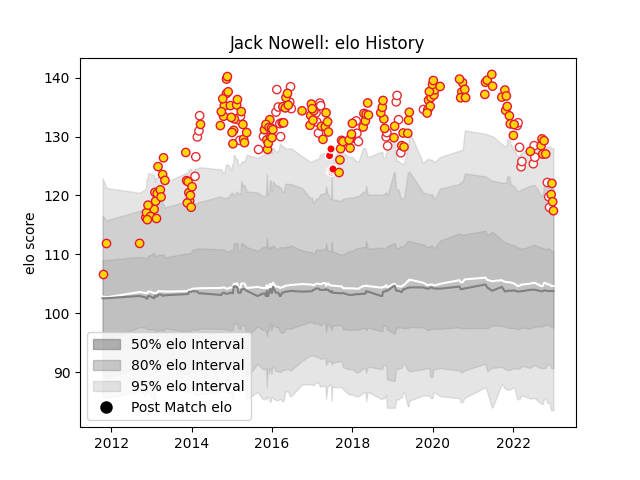 Jack Nowell: elo History
elo score
140
130
120
110
100
90
50% elo Interval
80% elo Interval
95% elo Interval
Post Match elo
2012 2014 2016 2018 2020 2022